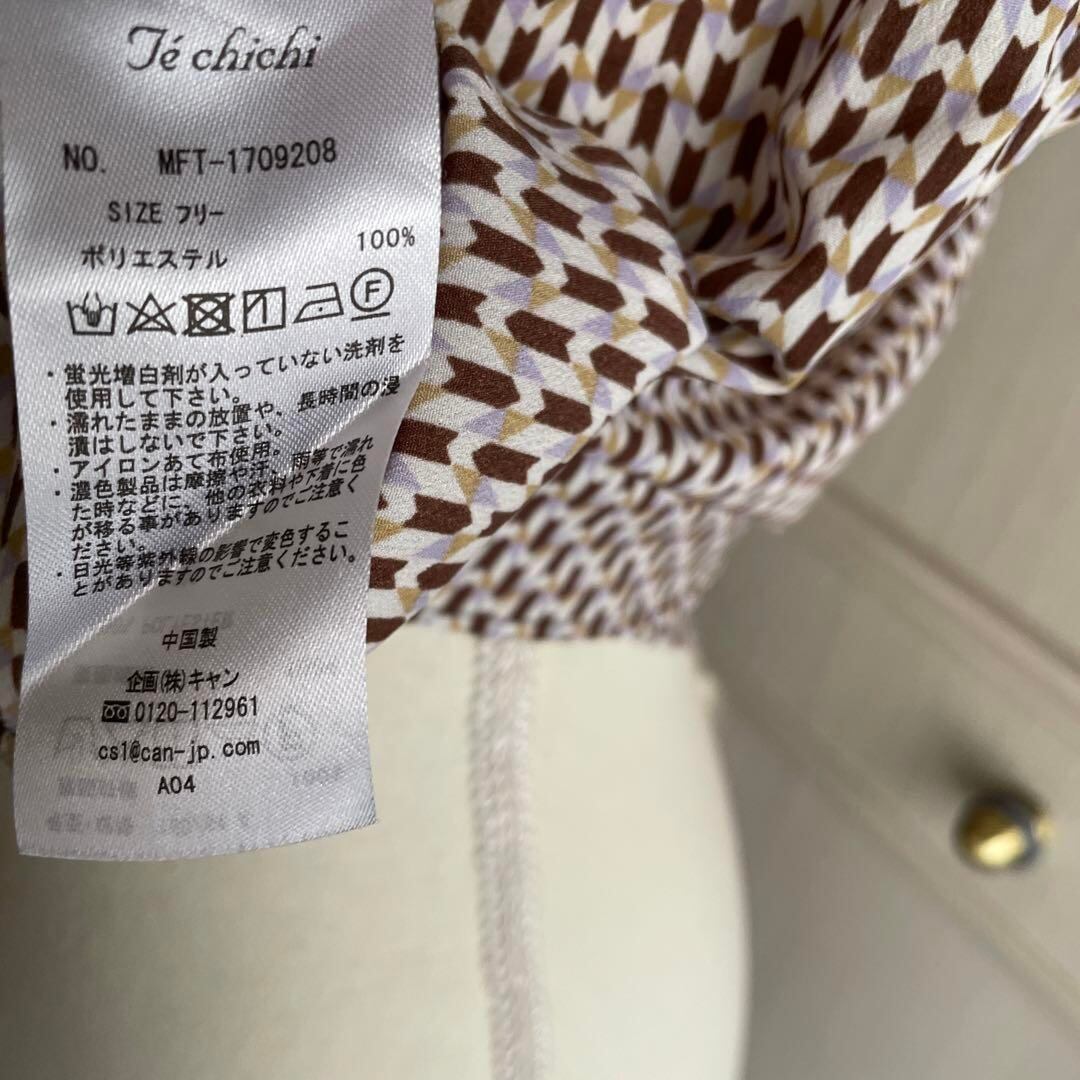 Té chichi
NO. MFT-1709208
SIZE フリー
ポリエステル 100%
F
・蛍光増白剤が入っていない洗剤を
使用して下さい。
・濡れたままの放置や、長時間の浸
漬はしないで下さい。
・アイロンあて布使用。
・濃色製品は摩擦や汗、雨等で濡れ
た時などに、他の衣料や下着に色
が移る事がありますのでご注意く
ださい。
・日光等紫外線の影響で変色するこ
とがありますのでご注意ください。
中国製
企画(株)キャン
0120-112961
cs1@can-jp.com
A04